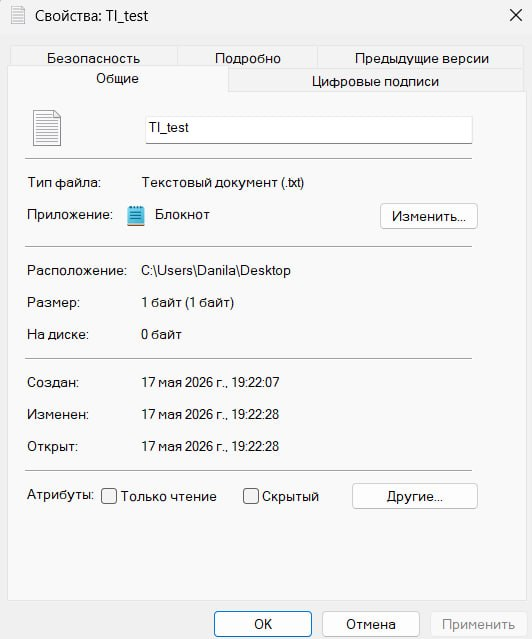 Свойства: TI_test
Безопасность Подробно Предыдущие версии
Общие Цифровые подписи
TI_test
Тип файла: Текстовый документ (.txt)
Приложение: Блокнот Изменить...
Расположение: C:\Users\Danila\Desktop
Размер: 1 байт (1 байт)
На диске: 0 байт
Создан: 17 мая 2026 г., 19:22:07
Изменен: 17 мая 2026 г., 19:22:28
Открыт: 17 мая 2026 г., 19:22:28
Атрибуты: Только чтение Скрытый Другие...
ОК Отмена Применить